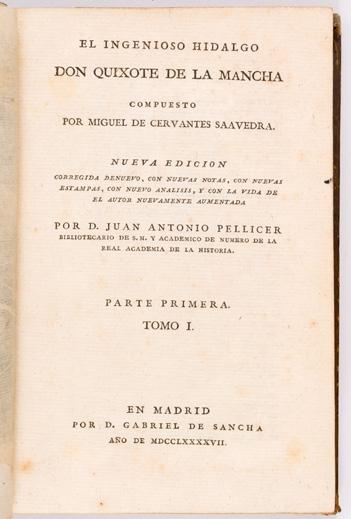 EL INGENIOSO HIDALGO
DON QUIXOTE DE LA MANCHA
COMPUESTO
POR MIGUEL DE CERVANTES SAAVEDRA.
NUEVA EDICION
CORREGIDA DENUEVO, CON NUEVAS NOTAS, CON NUEVAS
ESTAMPAS, CON NUEVO ANALISIS, Y CON LA VIDA DE
EL AUTOR NUEVAMENTE AUMENTADA
POR D. JUAN ANTONIO PELLICER
BIBLIOTECARIO DE S. M. Y ACADEMICO DE NUMERO DE LA
REAL ACADEMIA DE LA HISTORIA.
PARTE PRIMERA.
TOMO I.
EN MADRID
POR D. GABRIEL DE SANCHA
AÑO DE MDCCLXXXXVII.